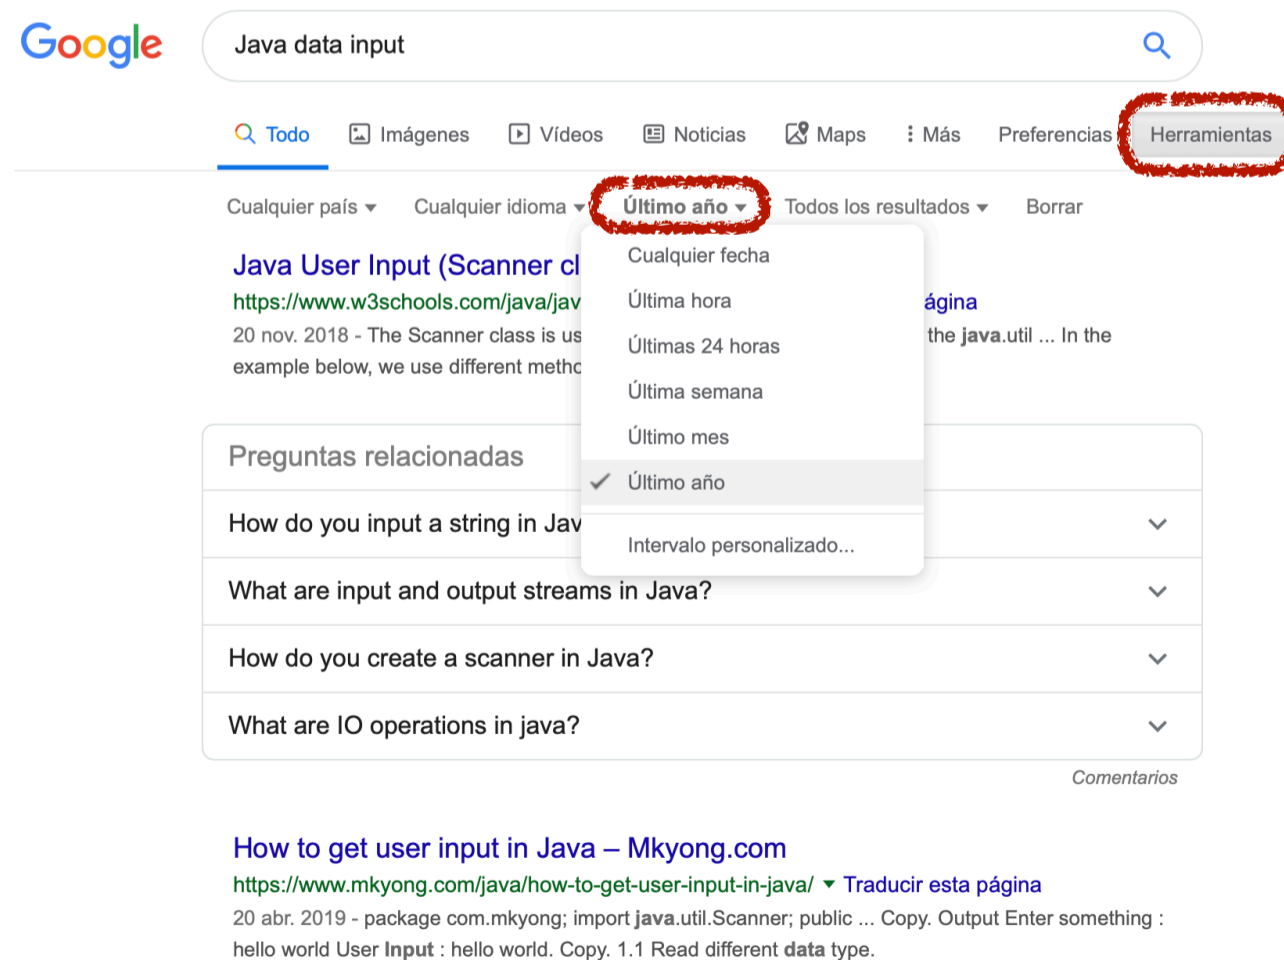 Google
Java data input
Todo Imágenes Vídeos Noticias Maps Más Preferencias Herramientas
Cualquier país Cualquier idioma Último año Todos los resultados Borrar
Cualquier fecha
Última hora
Últimas 24 horas
Última semana
Último mes
Último año
Intervalo personalizado...
Java User Input (Scanner cl
https://www.w3schools.com/java/jav ágina
20 nov. 2018 - The Scanner class is us the java.util ... In the
example below, we use different metho
Preguntas relacionadas
How do you input a string in Jav
What are input and output streams in Java?
How do you create a scanner in Java?
What are IO operations in java?
Comentarios
How to get user input in Java – Mkyong.com
https://www.mkyong.com/java/how-to-get-user-input-in-java/ Traducir esta página
20 abr. 2019 - package com.mkyong; import java.util.Scanner; public ... Copy. Output Enter something :
hello world User Input : hello world. Copy. 1.1 Read different data type.